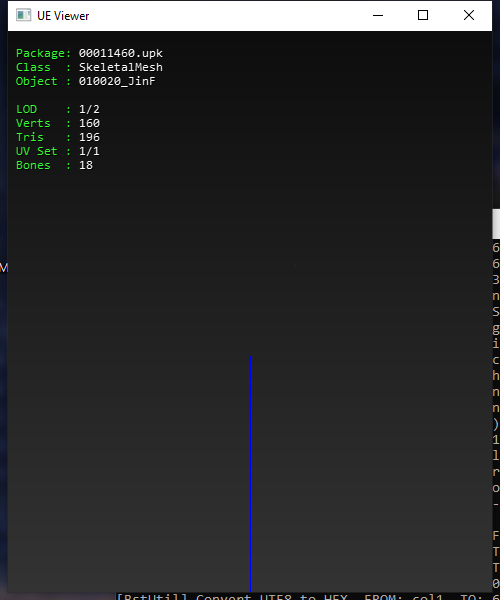 UE Viewer
Package: 00011460.upk
Class  : SkeletalMesh
Object : 010020_JinF
LOD    : 1/2
Verts  : 160
Tris   : 196
UV Set : 1/1
Bones  : 18
M
6
6
3
n
S
g
i
c
h
n
n
)
1
l
r
o
-
F
T
T
0
[BstUtil] Convert UTF8 to HEX, FROM: col1, TO: 6